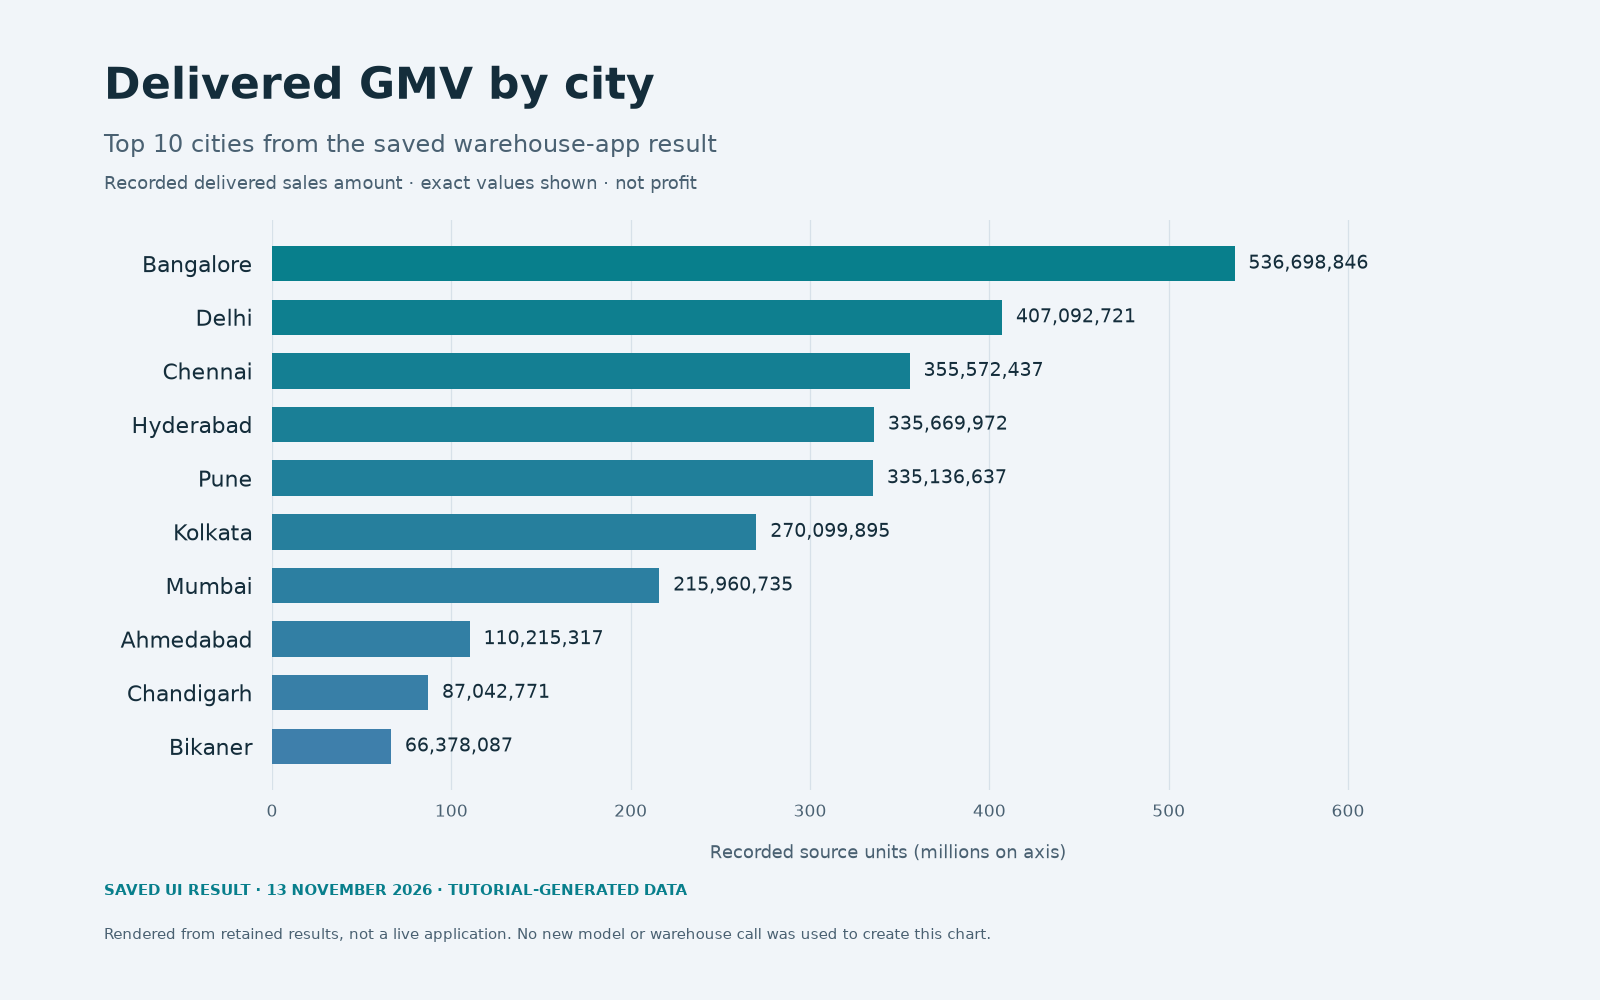 Delivered GMV by city
Top 10 cities from the saved warehouse-app result
Recorded delivered sales amount · exact values shown · not profit
Bangalore 536,698,846
Delhi 407,092,721
Chennai 355,572,437
Hyderabad 335,669,972
Pune 335,136,637
Kolkata 270,099,895
Mumbai 215,960,735
Ahmedabad 110,215,317
Chandigarh 87,042,771
Bikaner 66,378,087
0 100 200 300 400 500 600
Recorded source units (millions on axis)
SAVED UI RESULT · 13 NOVEMBER 2026 · TUTORIAL-GENERATED DATA
Rendered from retained results, not a live application. No new model or warehouse call was used to create this chart.